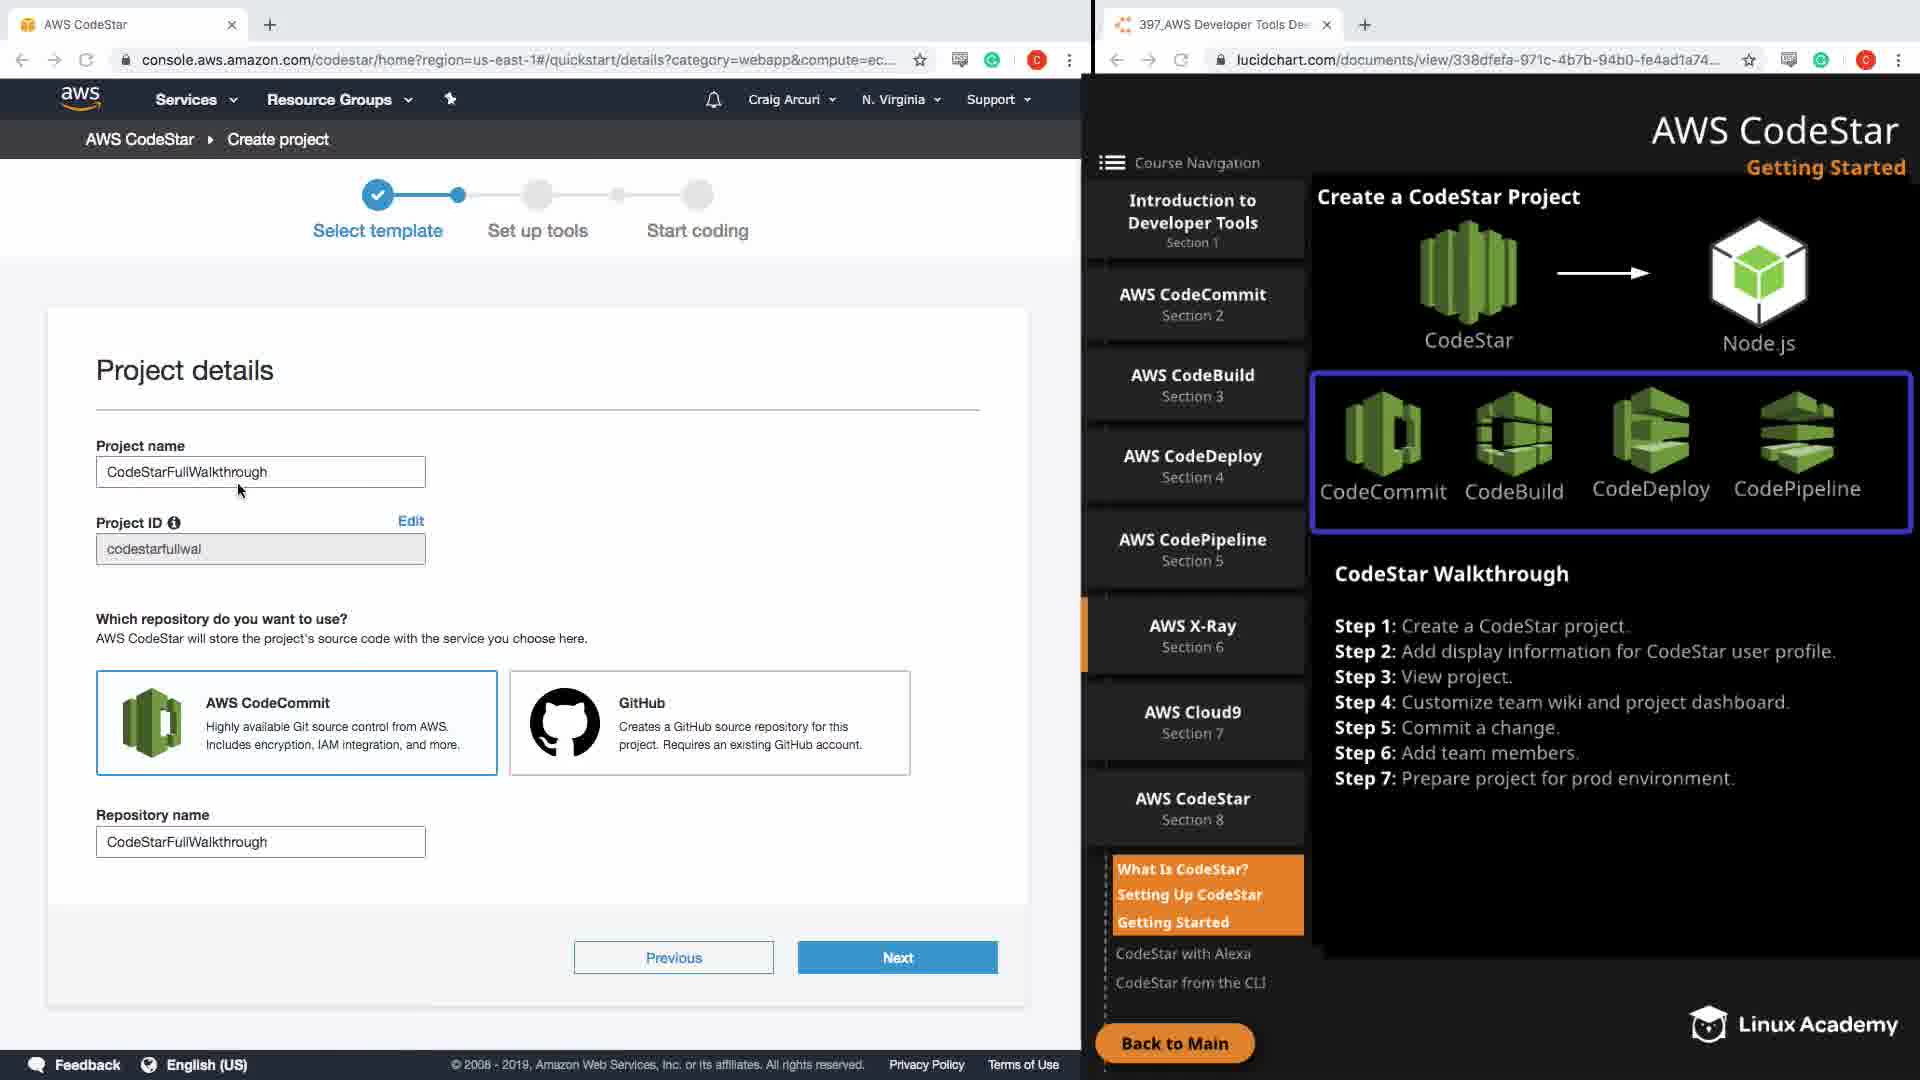 AWS CodeStar
console.aws.amazon.com/codestar/home?region=us-east-1#/quickstart/details?category=webapp&compute=ec...
C
aws
Services
Resource Groups
Craig Arcuri
N. Virginia
Support
AWS CodeStar
Create project
Select template
Set up tools
Start coding
Project details
Project name
CodeStarFullWalkthrough
Project ID
Edit
codestarfullwal
Which repository do you want to use?
AWS CodeStar will store the project's source code with the service you choose here.
AWS CodeCommit
Highly available Git source control from AWS.
Includes encryption, IAM integration, and more.
GitHub
Creates a GitHub source repository for this
project. Requires an existing GitHub account.
Repository name
CodeStarFullWalkthrough
Previous
Next
Feedback
English (US)
© 2008 - 2019, Amazon Web Services, Inc. or its affiliates. All rights reserved.
Privacy Policy
Terms of Use
397_AWS Developer Tools Dee
lucidchart.com/documents/view/338dfefa-971c-4b7b-94b0-fe4ad1a74...
C
AWS CodeStar
Getting Started
Course Navigation
Introduction to
Developer Tools
Section 1
AWS CodeCommit
Section 2
AWS CodeBuild
Section 3
AWS CodeDeploy
Section 4
AWS CodePipeline
Section 5
AWS X-Ray
Section 6
AWS Cloud9
Section 7
AWS CodeStar
Section 8
What Is CodeStar?
Setting Up CodeStar
Getting Started
CodeStar with Alexa
CodeStar from the CLI
Back to Main
Create a CodeStar Project
CodeStar
Node.js
CodeCommit
CodeBuild
CodeDeploy
CodePipeline
CodeStar Walkthrough
Step 1: Create a CodeStar project.
Step 2: Add display information for CodeStar user profile.
Step 3: View project.
Step 4: Customize team wiki and project dashboard.
Step 5: Commit a change.
Step 6: Add team members.
Step 7: Prepare project for prod environment.
Linux Academy